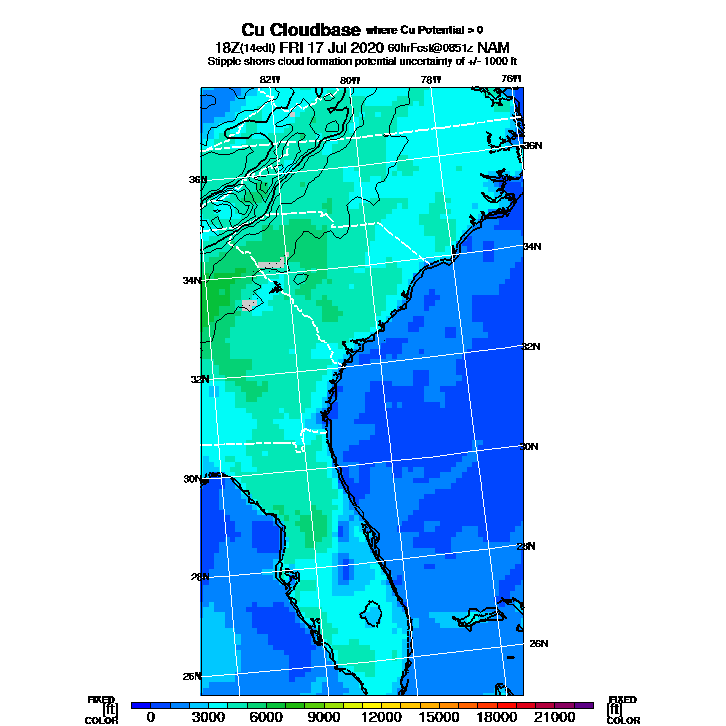 Cu Cloudbase where Cu Potential > 0
18Z(14edt) FRI 17 Jul 2020 60hrFcst@0851z NAM
Stipple shows cloud formation potential uncertainty of +/- 1000 ft
82W 80W 78W 76W
36N
36N
34N
34N
32N
32N
30N
30N
28N
28N
26N
26N
FIXED
[ft]
COLOR
0 3000 6000 9000 12000 15000 18000 21000
FIXED
[ft]
COLOR